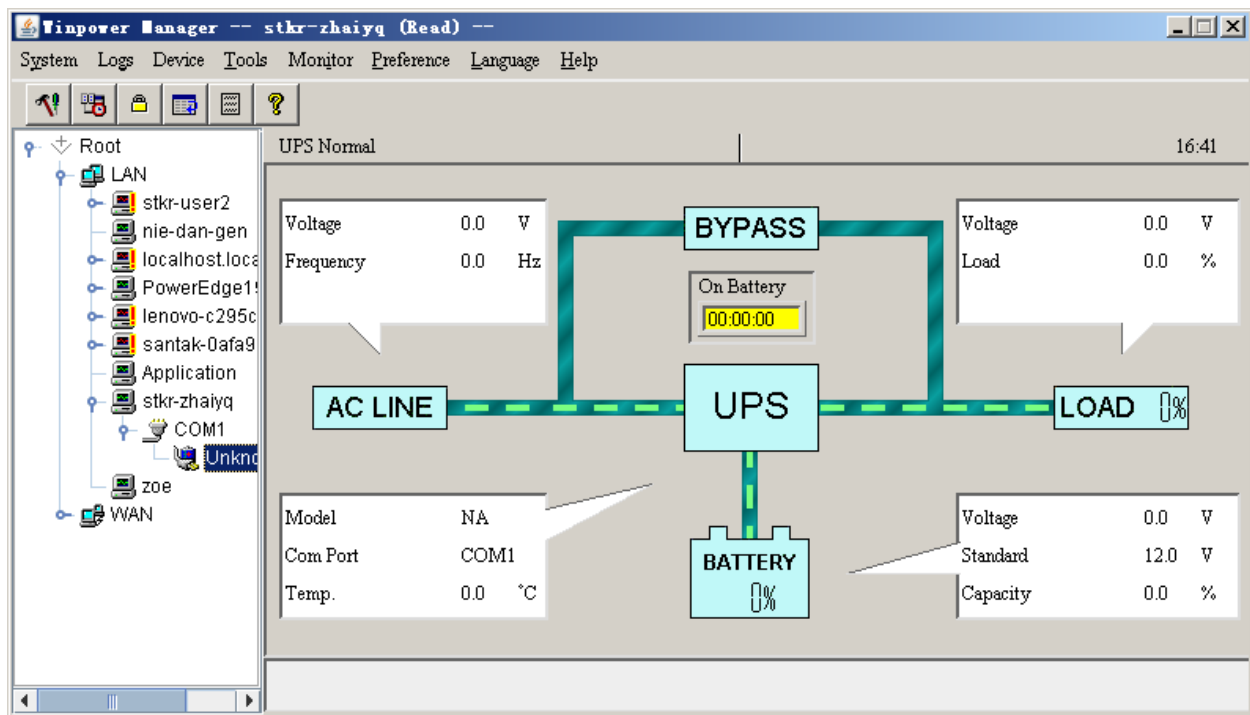 Winpower Manager -- stkr-zhaiyq (Read) --
System Logs Device Tools Monitor Preference Language Help
Root
LAN
stkr-user2
nie-dan-gen
localhost.loca
PowerEdge19
lenovo-c295c
santak-0afa9
Application
stkr-zhaiyq
COM1
Unkno
zoe
WAN
UPS Normal 16:41
Voltage 0.0 V
Frequency 0.0 Hz
BYPASS
On Battery
00:00:00
Voltage 0.0 V
Load 0.0 %
AC LINE
UPS
LOAD 0%
Model NA
Com Port COM1
Temp. 0.0 °C
BATTERY
0%
Voltage 0.0 V
Standard 12.0 V
Capacity 0.0 %